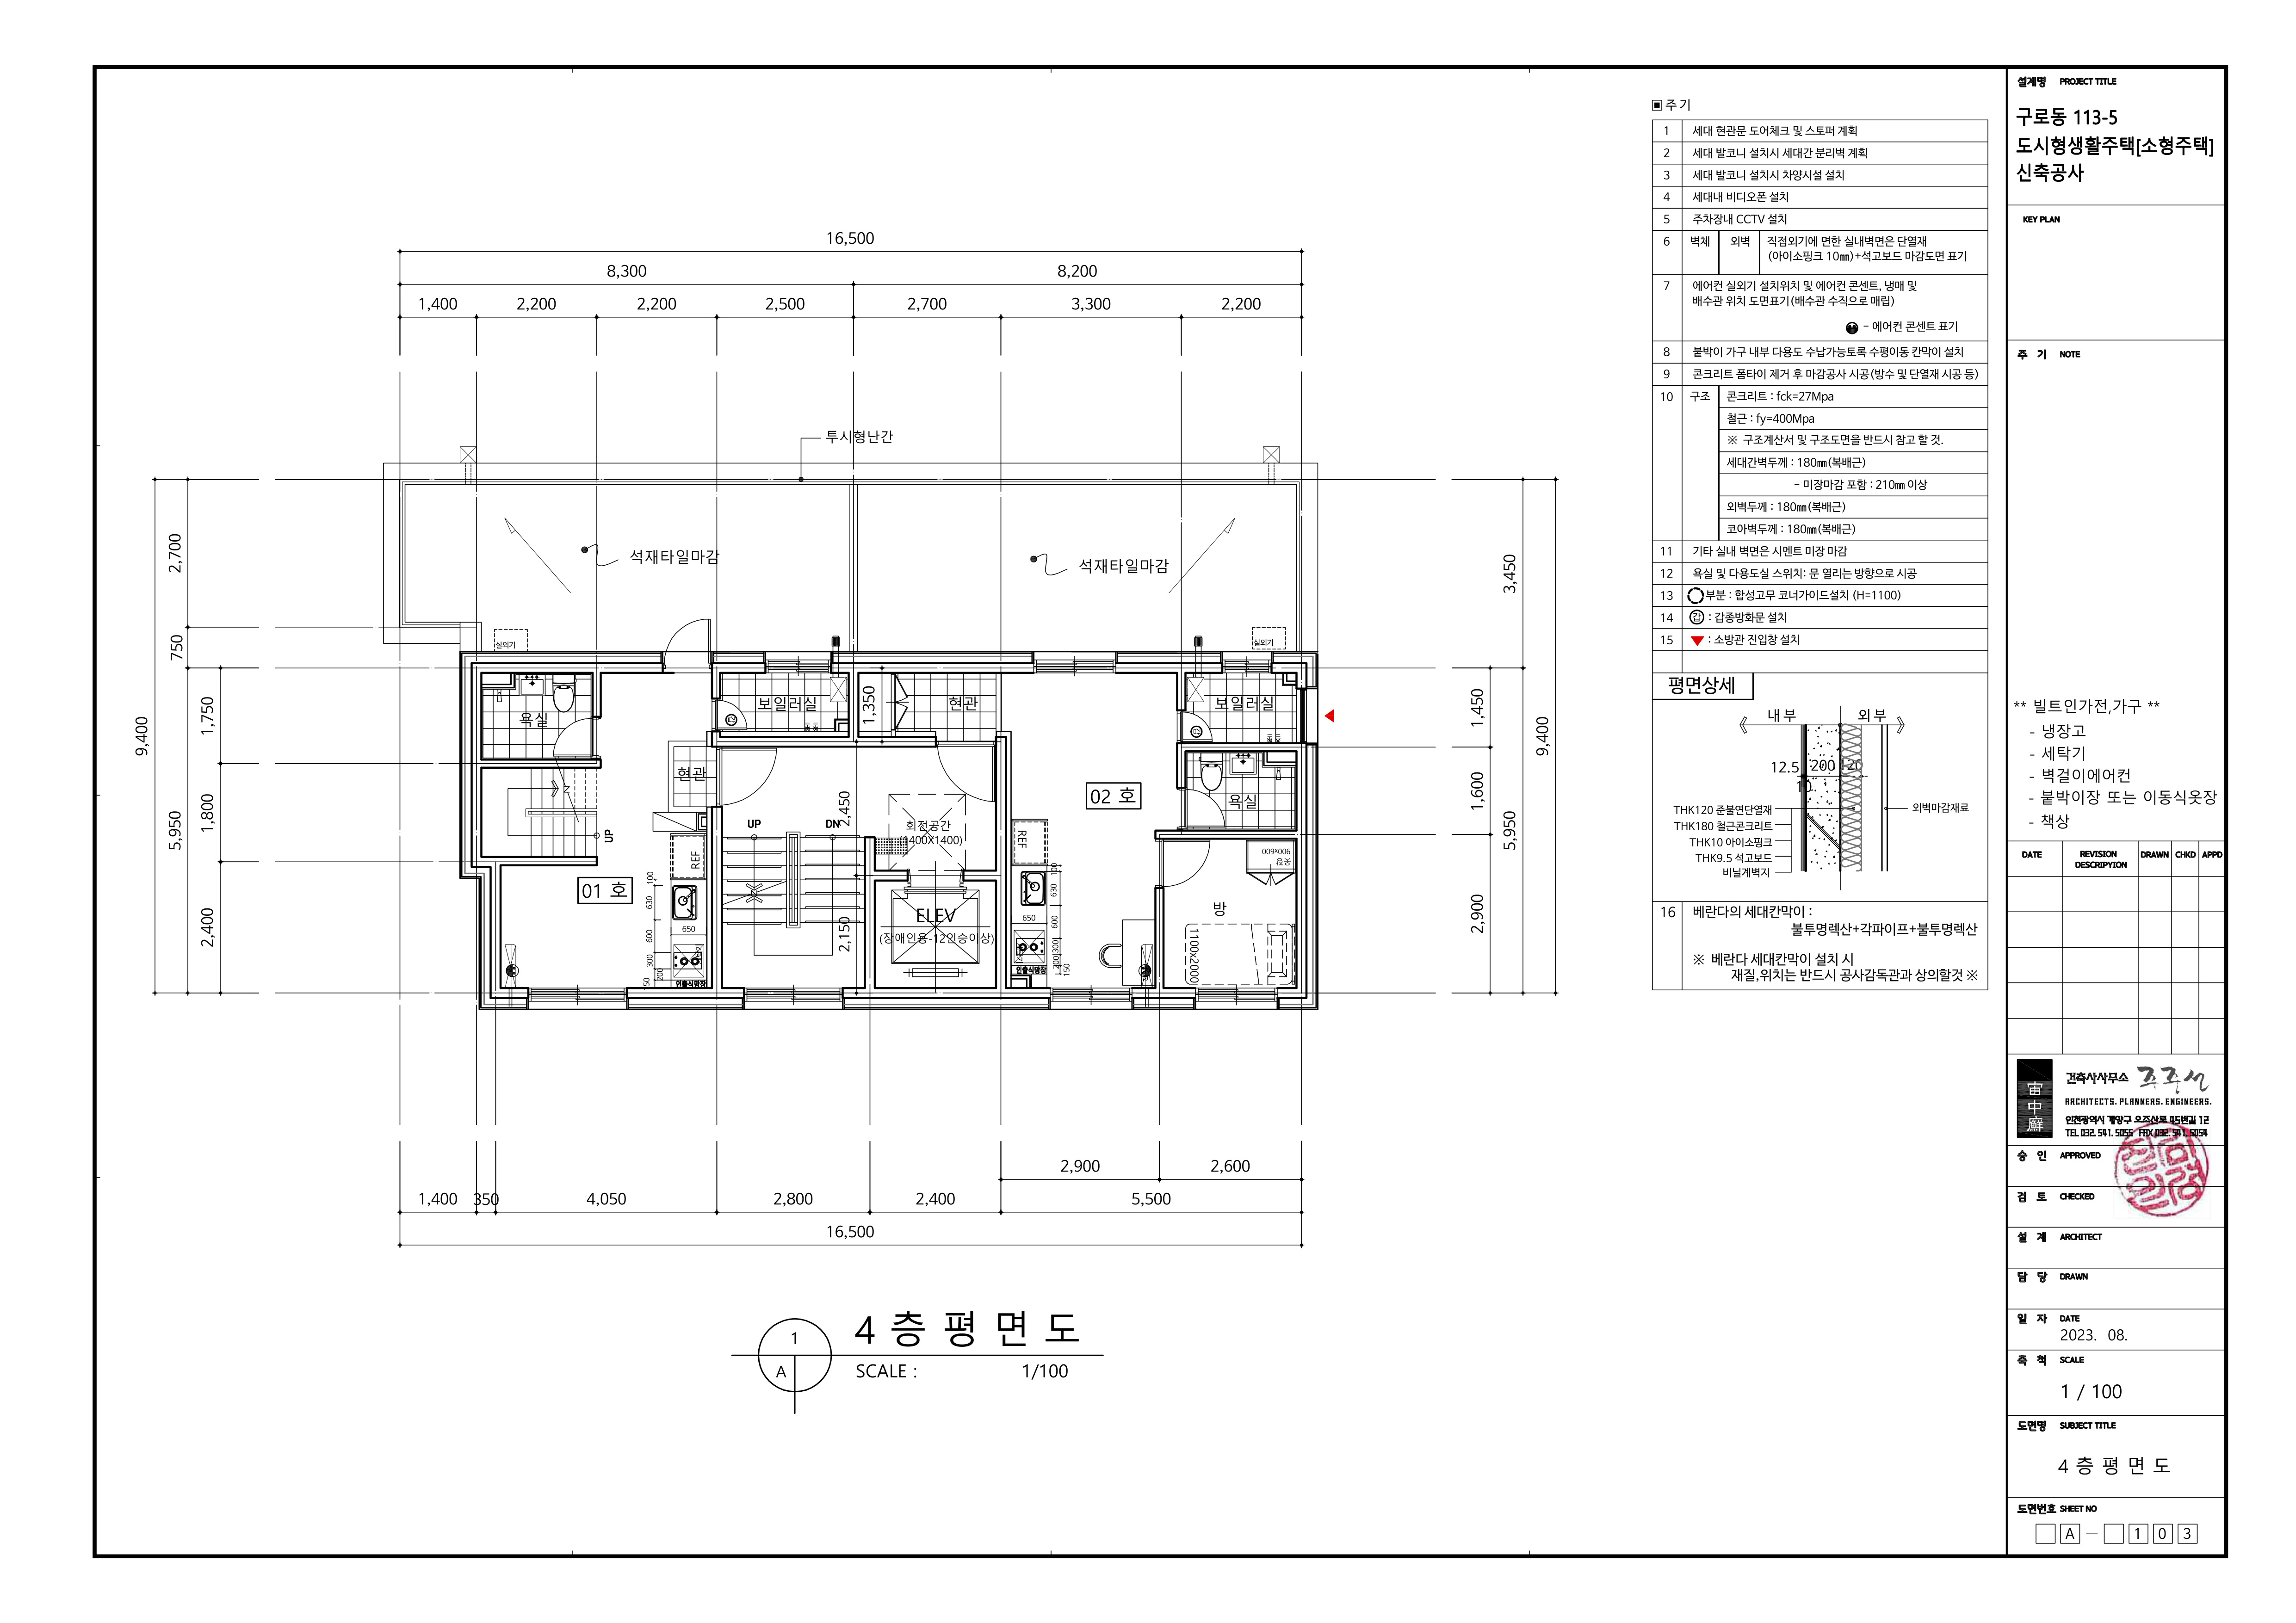 설계명 PROJECT TITLE
구로동 113-5
도시형생활주택[소형주택]
신축공사
KEY PLAN
주 기 NOTE
** 빌트인가전,가구 **
- 냉장고
- 세탁기
- 벽걸이에어컨
- 붙박이장 또는 이동식옷장
- 책상
DATE REVISION DESCRIPYION DRAWN CHKD APPD
宙中廳
건축사사무소
ARCHITECTS. PLANNERS. ENGINEERS.
인천광역시 계양구 오조산로 45번길 12
TEL 032. 541. 5055 FAX 032. 541. 5054
승 인 APPROVED
검 토 CHECKED
설 계 ARCHITECT
담 당 DRAWN
일 자 DATE
2023. 08.
축 척 SCALE
1 / 100
도면명 SUBJECT TITLE
4 층 평 면 도
도면번호 SHEET NO
A - 1 0 3
▣ 주 기
1 세대 현관문 도어체크 및 스토퍼 계획
2 세대 발코니 설치시 세대간 분리벽 계획
3 세대 발코니 설치시 차양시설 설치
4 세대내 비디오폰 설치
5 주차장내 CCTV 설치
6 벽체 외벽 직접외기에 면한 실내벽면은 단열재
(아이소핑크 10㎜)+석고보드 마감도면 표기
7 에어컨 실외기 설치위치 및 에어컨 콘센트, 냉매 및
배수관 위치 도면표기(배수관 수직으로 매립)
- 에어컨 콘센트 표기
8 붙박이 가구 내부 다용도 수납가능토록 수평이동 칸막이 설치
9 콘크리트 폼타이 제거 후 마감공사 시공(방수 및 단열재 시공 등)
10 구조 콘크리트 : fck=27Mpa
철근 : fy=400Mpa
※ 구조계산서 및 구조도면을 반드시 참고 할 것.
세대간벽두께 : 180㎜(복배근)
- 미장마감 포함 : 210㎜ 이상
외벽두께 : 180㎜(복배근)
코아벽두께 : 180㎜(복배근)
11 기타 실내 벽면은 시멘트 미장 마감
12 욕실 및 다용도실 스위치: 문 열리는 방향으로 시공
13 부분 : 합성고무 코너가이드설치 (H=1100)
14 갑 : 갑종방화문 설치
15 ▼ : 소방관 진입창 설치
평면상세
내 부 외 부
12.5 200 120
10
THK120 준불연단열재
THK180 철근콘크리트
THK10 아이소핑크
THK9.5 석고보드
비닐계벽지
외벽마감재료
16 베란다의 세대칸막이 :
불투명렉산+각파이프+불투명렉산
※ 베란다 세대칸막이 설치 시
재질,위치는 반드시 공사감독관과 상의할것 ※
16,500
8,300 8,200
1,400 2,200 2,200 2,500 2,700 3,300 2,200
투시형난간
석재타일마감
석재타일마감
실외기
실외기
9,400
2,700
750
5,950
1,750
1,800
2,400
3,450
5,950
9,400
1,450
1,600
2,900
욕실
보일러실
1,350
현관
보일러실
현관
02 호
욕실
UP
UP
DN
2,450
회전공간
(1400X1400)
REF
REF
01 호
100
630
600
300
200
650
인출식식탁
2,150
ELEV
(장애인용-12인승이상)
100
630
600
300
200
150
650
인출식식탁
600x900
방
1100x2000
2,900 2,600
1,400 350 4,050 2,800 2,400 5,500
16,500
1
A
4 층 평 면 도
SCALE : 1/100